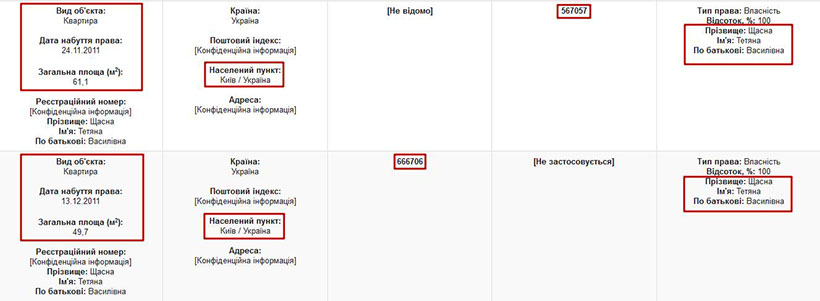 Вид об'єкта:
Квартира
Дата набуття права:
24.11.2011
Загальна площа (м²):
61,1
Реєстраційний номер:
[Конфіденційна інформація]
Прізвище: Щасна
Ім'я: Тетяна
По батькові: Василівна
Країна:
Україна
Поштовий індекс:
[Конфіденційна інформація]
Населений пункт:
Київ / Україна
Адреса:
[Конфіденційна інформація]
[Не відомо]
567057
Тип права: Власність
Відсоток, %: 100
Прізвище: Щасна
Ім'я: Тетяна
По батькові: Василівна
Вид об'єкта:
Квартира
Дата набуття права:
13.12.2011
Загальна площа (м²):
49,7
Реєстраційний номер:
[Конфіденційна інформація]
Прізвище: Щасна
Ім'я: Тетяна
По батькові: Василівна
Країна:
Україна
Поштовий індекс:
[Конфіденційна інформація]
Населений пункт:
Київ / Україна
Адреса:
[Конфіденційна інформація]
666706
[Не застосовується]
Тип права: Власність
Відсоток, %: 100
Прізвище: Щасна
Ім'я: Тетяна
По батькові: Василівна